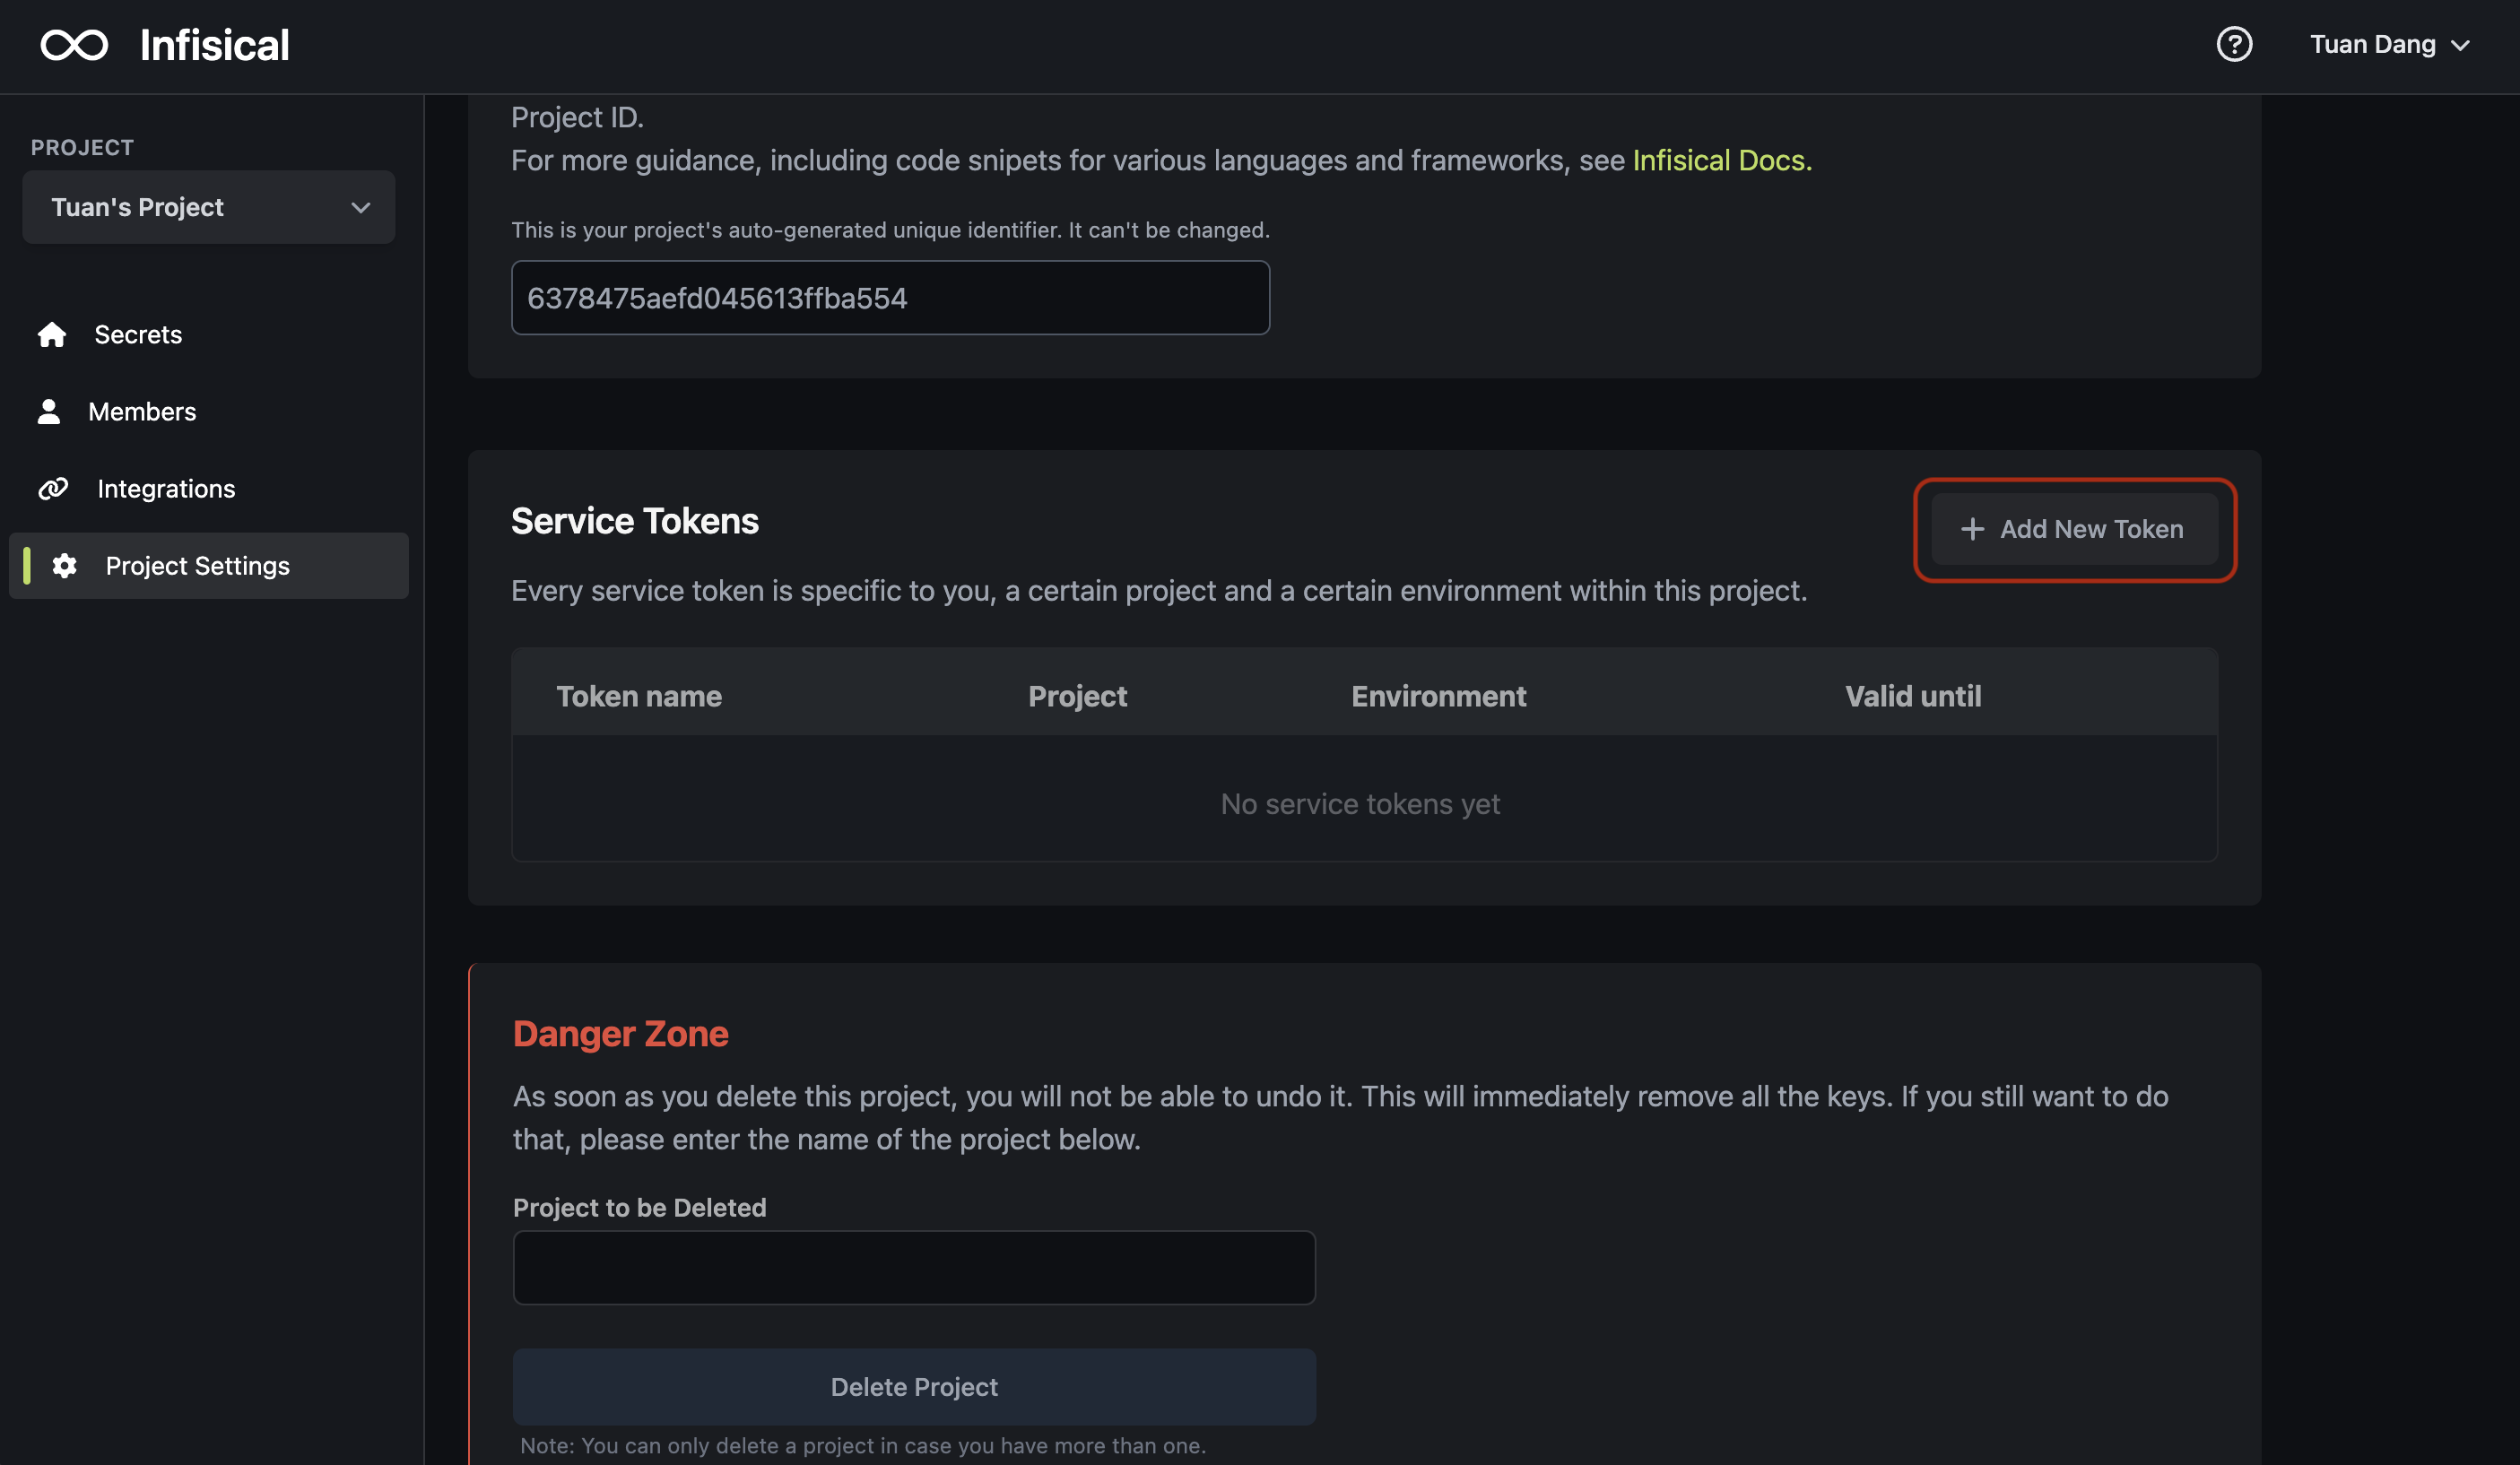 Infisical
Tuan Dang
PROJECT
Tuan's Project
Secrets
Members
Integrations
Project Settings
Project ID.
For more guidance, including code snipets for various languages and frameworks, see Infisical Docs.
This is your project's auto-generated unique identifier. It can't be changed.
6378475aefd045613ffba554
Service Tokens
+ Add New Token
Every service token is specific to you, a certain project and a certain environment within this project.
Token name Project Environment Valid until
No service tokens yet
Danger Zone
As soon as you delete this project, you will not be able to undo it. This will immediately remove all the keys. If you still want to do
that, please enter the name of the project below.
Project to be Deleted
Delete Project
Note: You can only delete a project in case you have more than one.